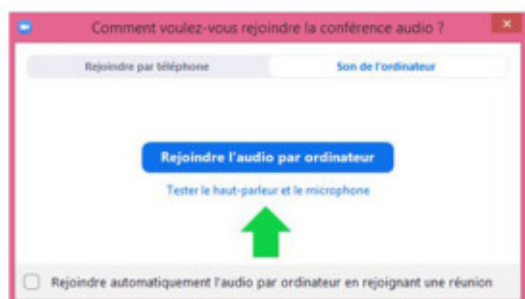 Comment voulez-vous rejoindre la conférence audio ?
Rejoindre par téléphone
Son de l'ordinateur
Rejoindre l'audio par ordinateur
Tester le haut-parleur et le microphone
Rejoindre automatiquement l'audio par ordinateur en rejoignant une réunion